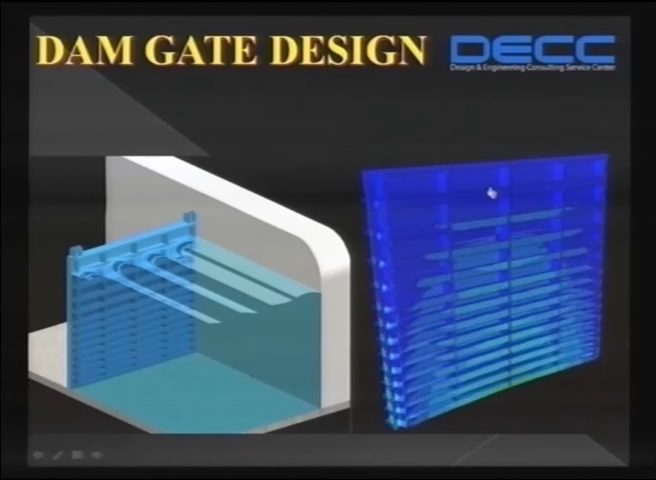 DAM GATE DESIGN
DECC
Design & Engineering Consulting Service Center